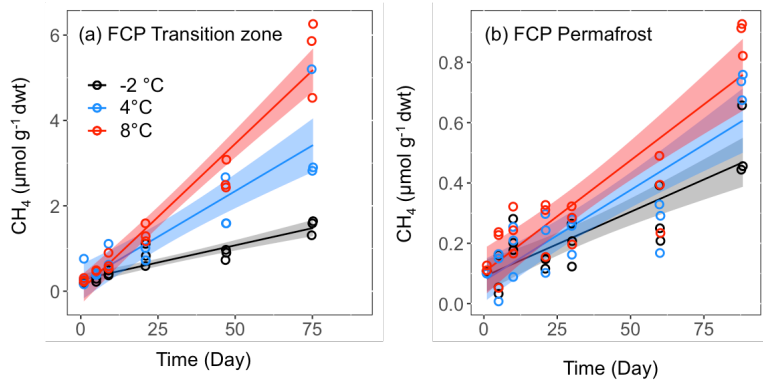 (a) FCP Transition zone
-2 °C
4°C
8°C
CH₄ (µmol g⁻¹ dwt)
6
4
2
0
0 25 50 75
Time (Day)
(b) FCP Permafrost
CH₄ (µmol g⁻¹ dwt)
0.8
0.6
0.4
0.2
0.0
0 25 50 75
Time (Day)